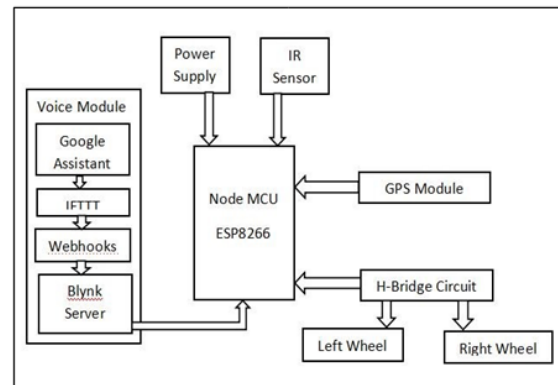 Power
Supply
IR
Sensor
Voice Module
Google
Assistant
IFTTT
Webhooks
Blynk
Server
Node MCU
ESP8266
GPS Module
H-Bridge Circuit
Left Wheel
Right Wheel